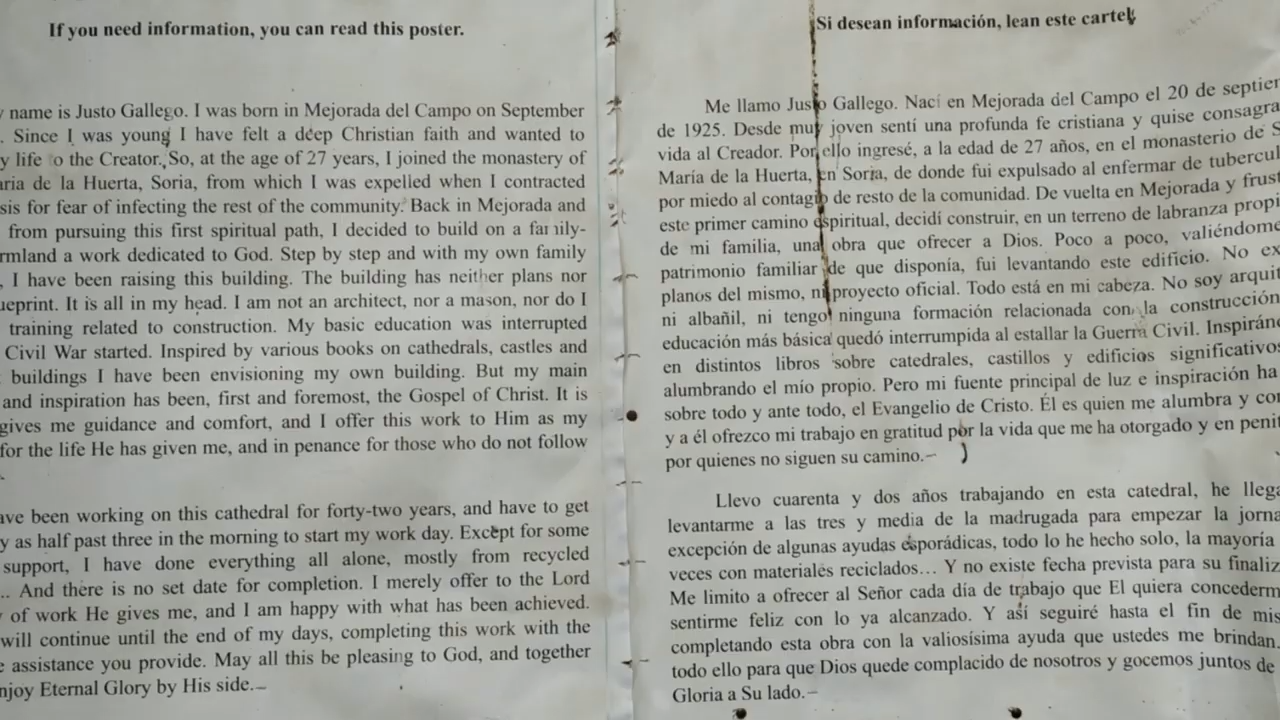 If you need information, you can read this poster.
name is Justo Gallego. I was born in Mejorada del Campo on September
. Since I was young I have felt a deep Christian faith and wanted to
life o the Creator. So, at the age of 27 years, I joined the monastery of
de la Huerta, Soria, from which I was expelled when I contracted
for fear of infecting the rest of the community. Back in Mejorada and
from pursuing this first spiritual path, I decided to build on a family-
a work dedicated to God. Step by step and with my own family
, I have been raising this building. The building has neither plans nor
It is all in my head. I am not an architect, nor a mason, nor do I
training related to construction. My basic education was interrupted
Civil War started. Inspired by various books on cathedrals, castles and
buildings I have been envisioning my own building. But my main
and inspiration has been, first and foremost, the Gospel of Christ. It is
gives me guidance and comfort, and I offer this work to Him as my
for the life He has given me, and in penance for those who do not follow
have been working on this cathedral for forty-two years, and have to get
as half past three in the morning to start my work day. Except for some
support, I have done everything all alone, mostly from recycled
.. And there is no set date for completion. I merely offer to the Lord
of work He gives me, and I am happy with what has been achieved.
will continue until the end of my days, completing this work with the
assistance you provide. May all this be pleasing to God, and together
enjoy Eternal Glory by His side.–
Si desean información, lean este cartel
Me llamo Justo Gallego. Nací en Mejorada del Campo el 20 de
de 1925. Desde muy joven sentí una profunda fe cristiana y quise
vida al Creador. Por ello ingresé, a la edad de 27 años, en el monasterio de
María de la Huerta, en Soria, de donde fui expulsado al enfermar de
por miedo al contagio de resto de la comunidad. De vuelta en Mejorada y
este primer camino espiritual, decidí construir, en un terreno de labranza
de mi familia, una obra que ofrecer a Dios. Poco a poco,
patrimonio familiar de que disponía, fui levantando este edificio. No
planos del mismo, ni proyecto oficial. Todo está en mi cabeza. No soy
ni albañil, ni tengo ninguna formación relacionada con la construcción
educación más básica quedó interrumpida al estallar la Guerra Civil.
en distintos libros sobre catedrales, castillos y edificios
alumbrando el mío propio. Pero mi fuente principal de luz e inspiración ha
sobre todo y ante todo, el Evangelio de Cristo. Él es quien me alumbra y
y a él ofrezco mi trabajo en gratitud por la vida que me ha otorgado y en
por quienes no siguen su camino.–
Llevo cuarenta y dos años trabajando en esta catedral, he
levantarme a las tres y media de la madrugada para empezar la
excepción de algunas ayudas esporádicas, todo lo he hecho solo, la mayoría
veces con materiales reciclados… Y no existe fecha prevista para su
Me limito a ofrecer al Señor cada día de trabajo que El quiera
sentirme feliz con lo ya alcanzado. Y así seguiré hasta el fin de mis
completando esta obra con la valiosísima ayuda que ustedes me brindan.
todo ello para que Dios quede complacido de nosotros y gocemos juntos de
Gloria a Su lado.–